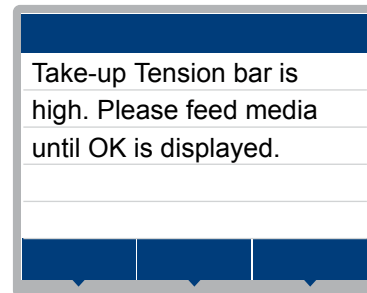 Take-up Tension bar is
high. Please feed media
until OK is displayed.